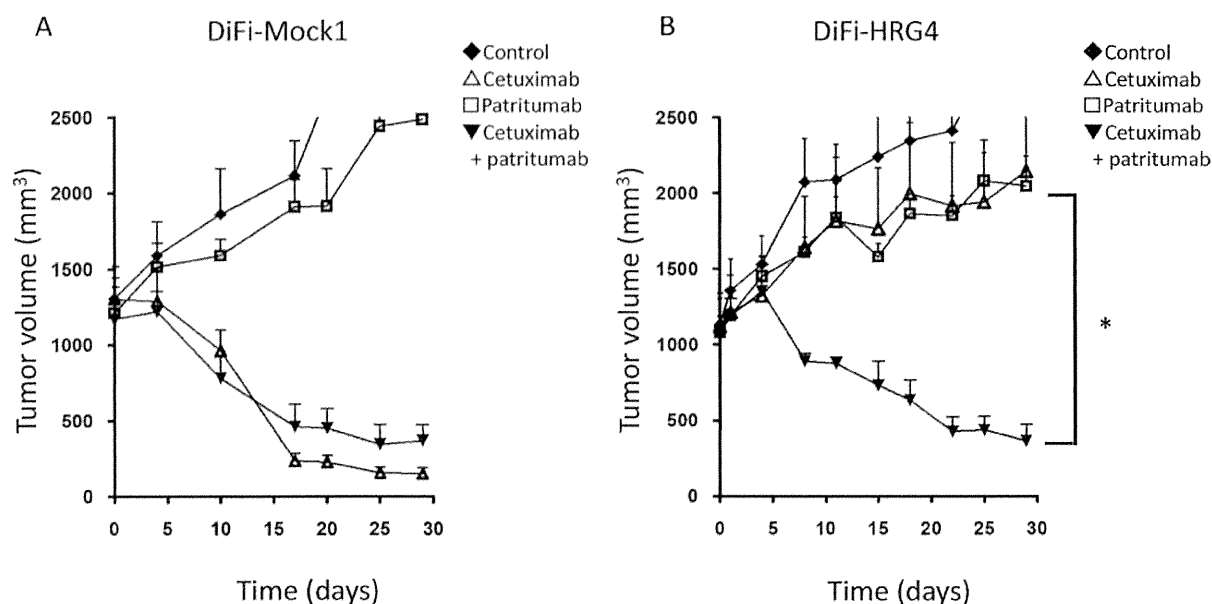 A
DiFi-Mock1
Control
Cetuximab
Patritumab
Cetuximab
+ patritumab
2500
2000
1500
1000
500
0
Tumor volume (mm³)
0 5 10 15 20 25 30
Time (days)
B
DiFi-HRG4
Control
Cetuximab
Patritumab
Cetuximab
+ patritumab
2500
2000
1500
1000
500
0
Tumor volume (mm³)
*
0 5 10 15 20 25 30
Time (days)